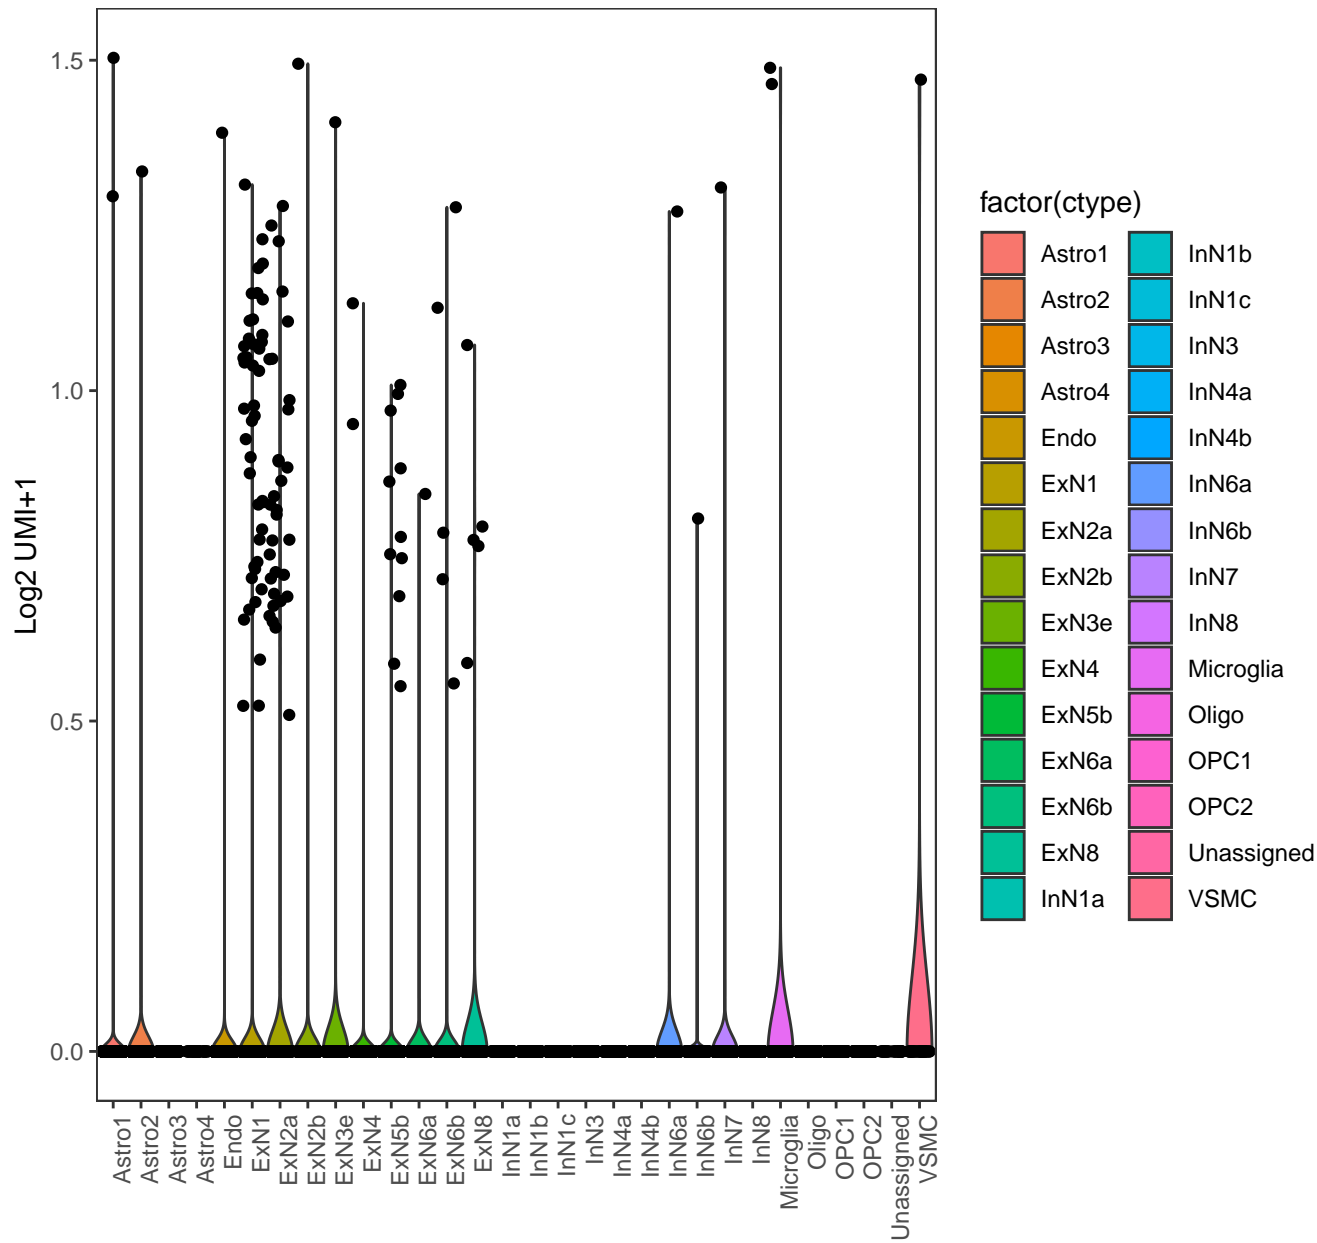 1.5
1.0
0.5
0.0
Log2 UMI+1
Astro1
Astro2
Astro3
Astro4
Endo
ExN1
ExN2a
ExN2b
ExN3e
ExN4
ExN5b
ExN6a
ExN6b
ExN8
InN1a
InN1b
InN1c
InN3
InN4a
InN4b
InN6a
InN6b
InN7
InN8
Microglia
Oligo
OPC1
OPC2
Unassigned
VSMC
factor(ctype)
Astro1
Astro2
Astro3
Astro4
Endo
ExN1
ExN2a
ExN2b
ExN3e
ExN4
ExN5b
ExN6a
ExN6b
ExN8
InN1a
InN1b
InN1c
InN3
InN4a
InN4b
InN6a
InN6b
InN7
InN8
Microglia
Oligo
OPC1
OPC2
Unassigned
VSMC